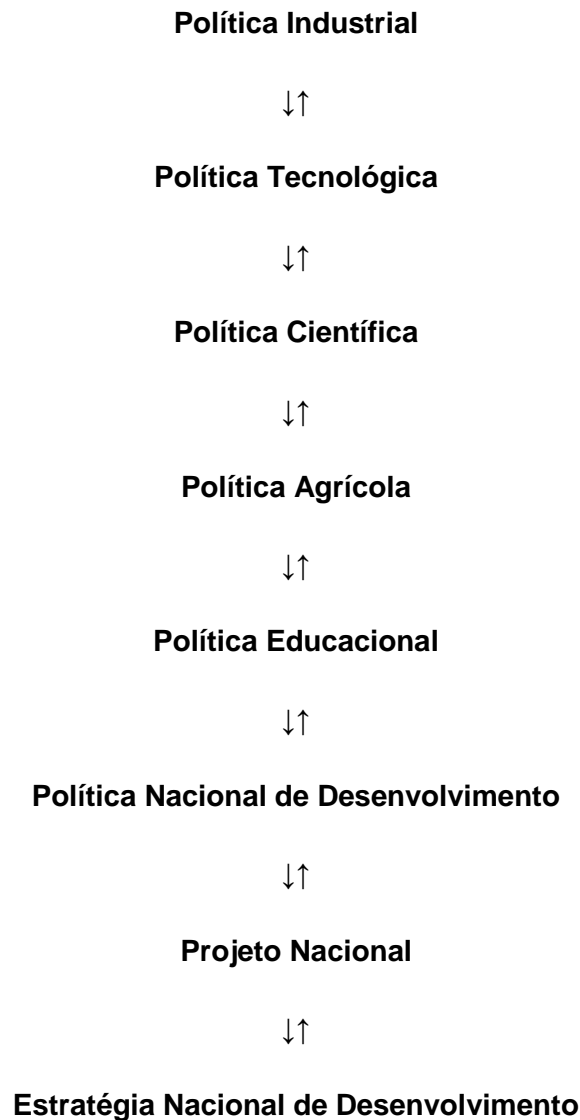 Política Industrial
↓↑
Política Tecnológica
↓↑
Política Científica
↓↑
Política Agrícola
↓↑
Política Educacional
↓↑
Política Nacional de Desenvolvimento
↓↑
Projeto Nacional
↓↑
Estratégia Nacional de Desenvolvimento